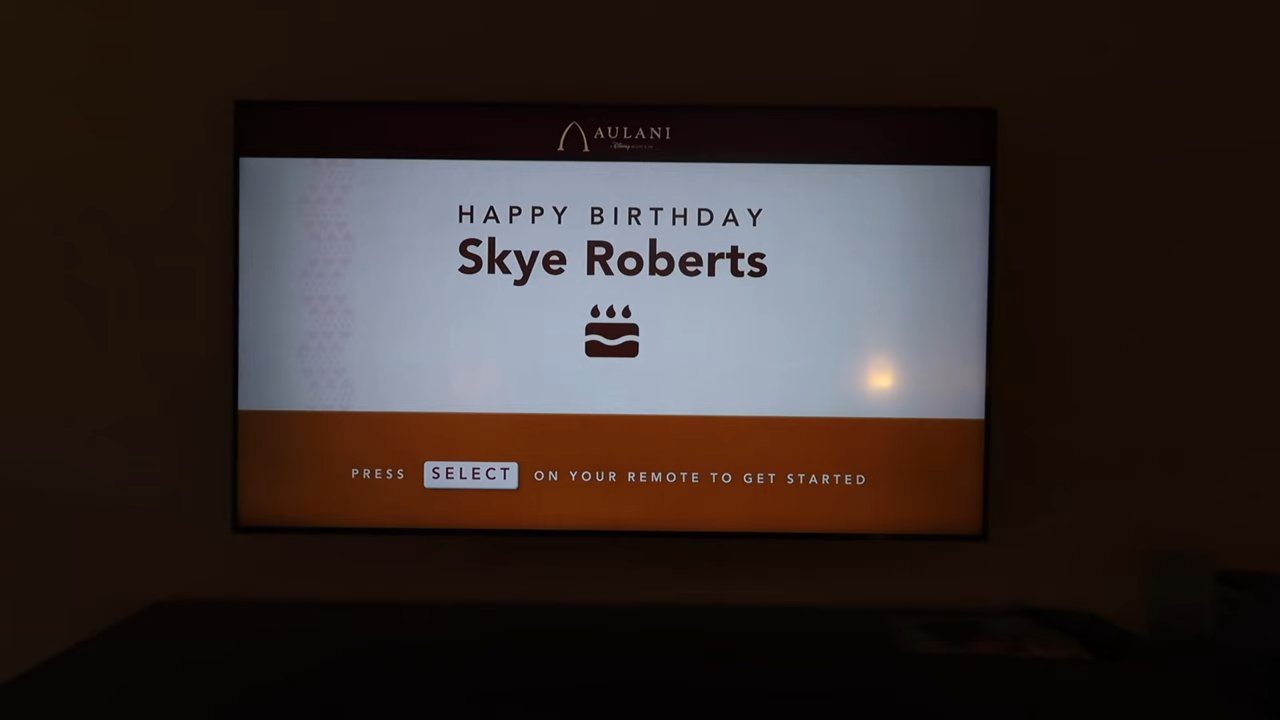 AULANI
HAPPY BIRTHDAY
Skye Roberts
PRESS SELECT ON YOUR REMOTE TO GET STARTED